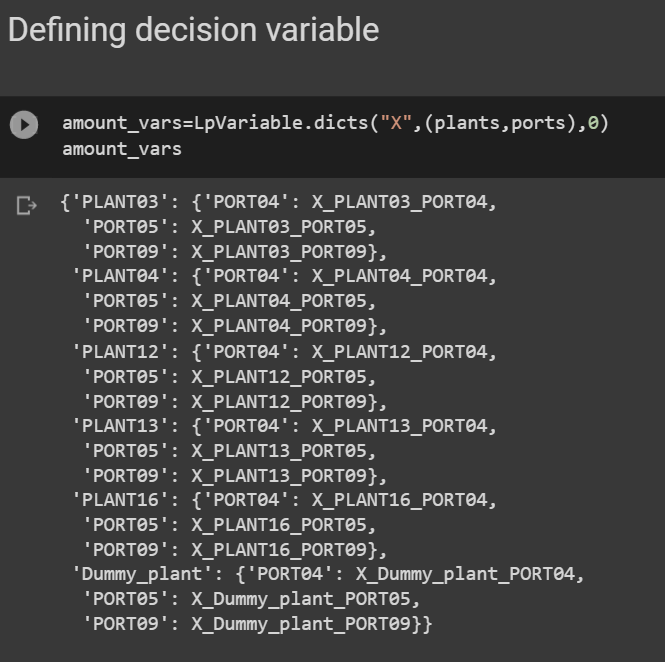 Defining decision variable
amount_vars=LpVariable.dicts("X",(plants,ports),0)
amount_vars
{'PLANT03': {'PORT04': X_PLANT03_PORT04,
'PORT05': X_PLANT03_PORT05,
'PORT09': X_PLANT03_PORT09},
'PLANT04': {'PORT04': X_PLANT04_PORT04,
'PORT05': X_PLANT04_PORT05,
'PORT09': X_PLANT04_PORT09},
'PLANT12': {'PORT04': X_PLANT12_PORT04,
'PORT05': X_PLANT12_PORT05,
'PORT09': X_PLANT12_PORT09},
'PLANT13': {'PORT04': X_PLANT13_PORT04,
'PORT05': X_PLANT13_PORT05,
'PORT09': X_PLANT13_PORT09},
'PLANT16': {'PORT04': X_PLANT16_PORT04,
'PORT05': X_PLANT16_PORT05,
'PORT09': X_PLANT16_PORT09},
'Dummy_plant': {'PORT04': X_Dummy_plant_PORT04,
'PORT05': X_Dummy_plant_PORT05,
'PORT09': X_Dummy_plant_PORT09}}